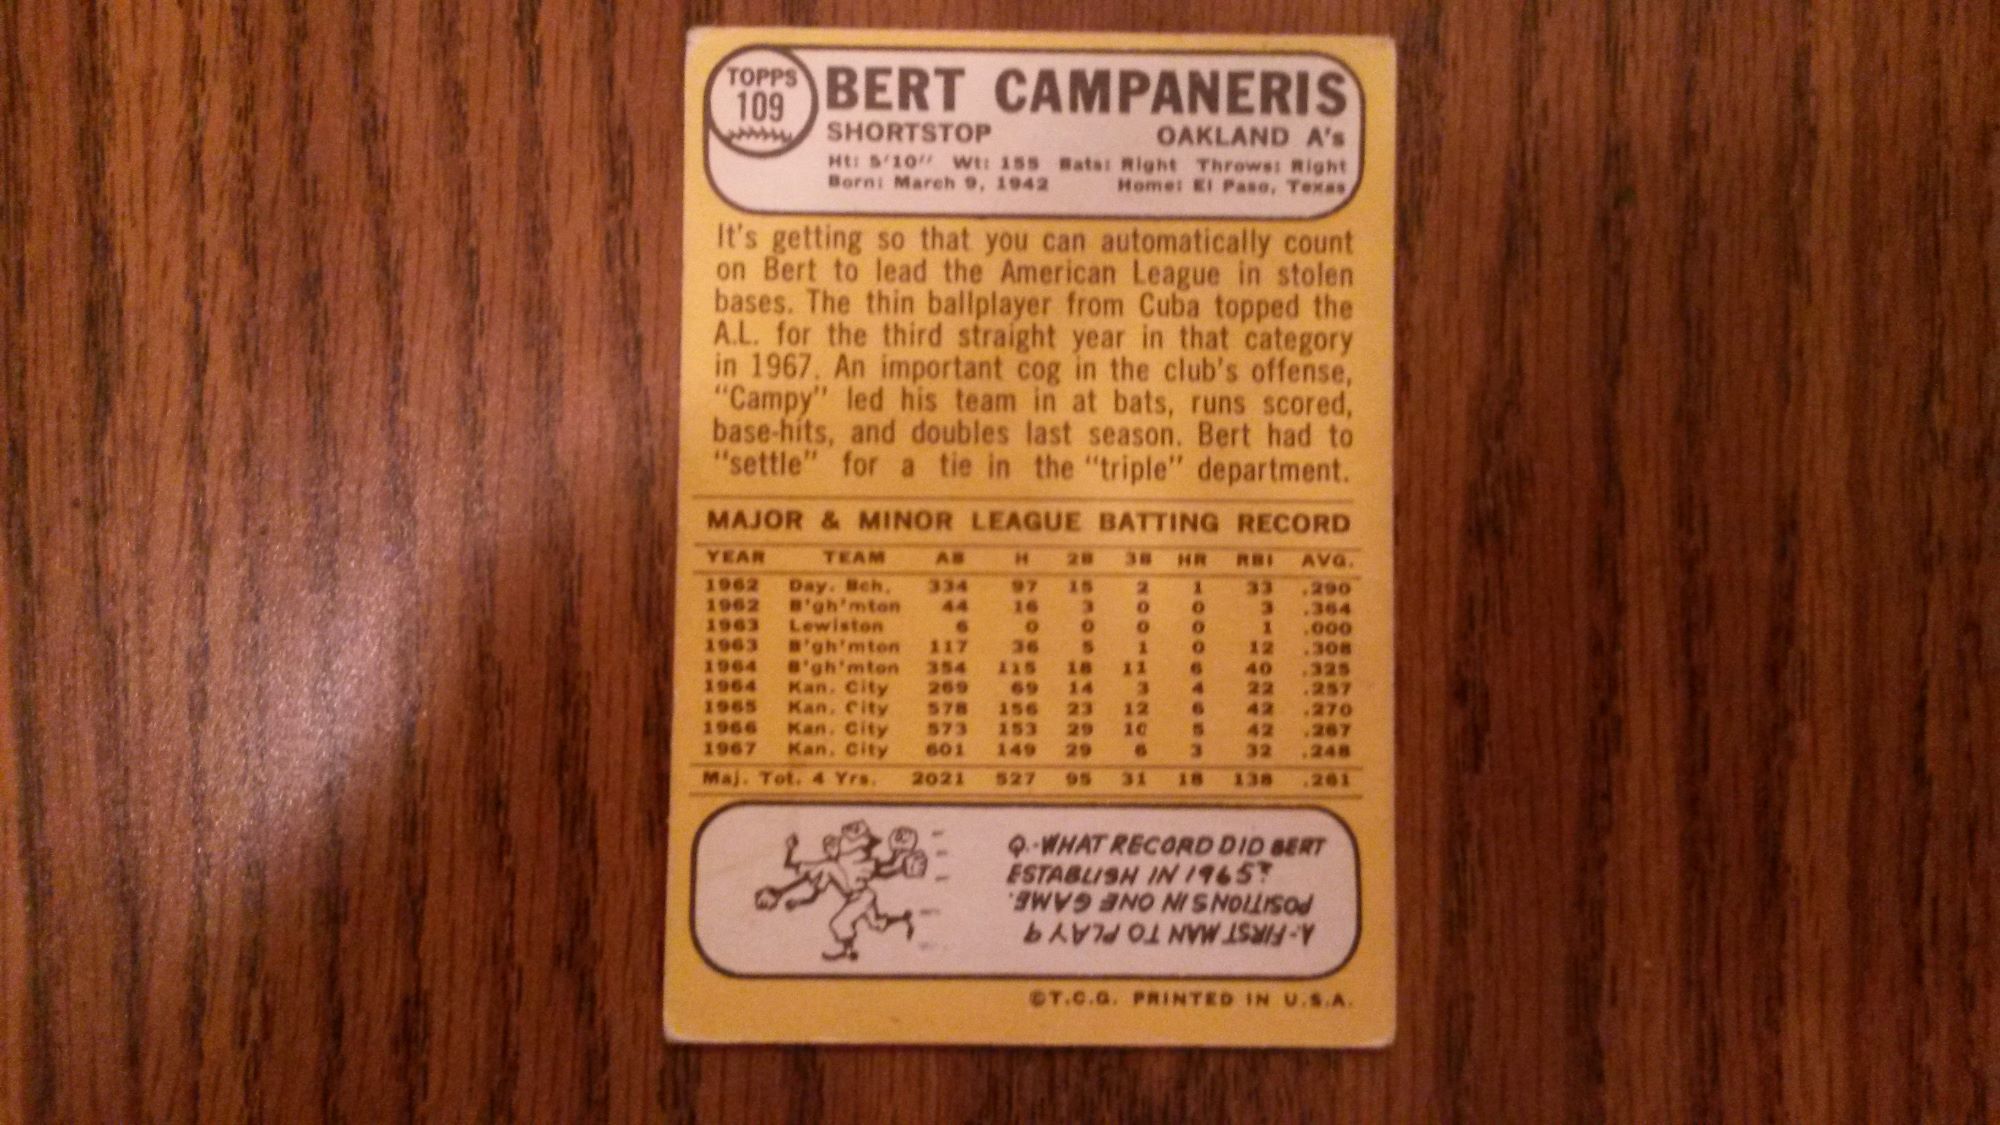 TOPPS
109
BERT CAMPANERIS
SHORTSTOP OAKLAND A's
Ht: 5'10" Wt: 155 Bats: Right Throws: Right
Born: March 9, 1942 Home: El Paso, Texas
It's getting so that you can automatically count
on Bert to lead the American League in stolen
bases. The thin ballplayer from Cuba topped the
A.L. for the third straight year in that category
in 1967. An important cog in the club's offense,
"Campy" led his team in at bats, runs scored,
base-hits, and doubles last season. Bert had to
"settle" for a tie in the "triple" department.
MAJOR & MINOR LEAGUE BATTING RECORD
YEAR TEAM AB H 2B 3B HR RBI AVG.
1962 Day. Bch. 334 97 15 2 1 33 .290
1962 B'gh'mton 44 16 3 0 0 3 .364
1963 Lewiston 6 0 0 0 0 1 .000
1963 B'gh'mton 117 36 5 1 0 12 .308
1964 B'gh'mton 354 115 18 11 6 40 .325
1964 Kan. City 269 69 14 3 4 22 .257
1965 Kan. City 578 156 23 12 6 42 .270
1966 Kan. City 573 153 29 10 5 42 .267
1967 Kan. City 601 149 29 6 3 32 .248
Maj. Tot. 4 Yrs. 2021 527 95 31 18 138 .261
Q.-WHAT RECORD DID BERT
ESTABLISH IN 1965?
A.-FIRST MAN TO PLAY 9
POSITIONS IN ONE GAME.
©T.C.G. PRINTED IN U.S.A.